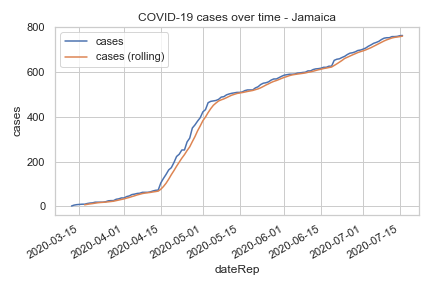 COVID-19 cases over time - Jamaica
cases
cases (rolling)
800
600
400
200
0
cases
2020-03-15
2020-04-01
2020-04-15
2020-05-01
2020-05-15
2020-06-01
2020-06-15
2020-07-01
2020-07-15
dateRep